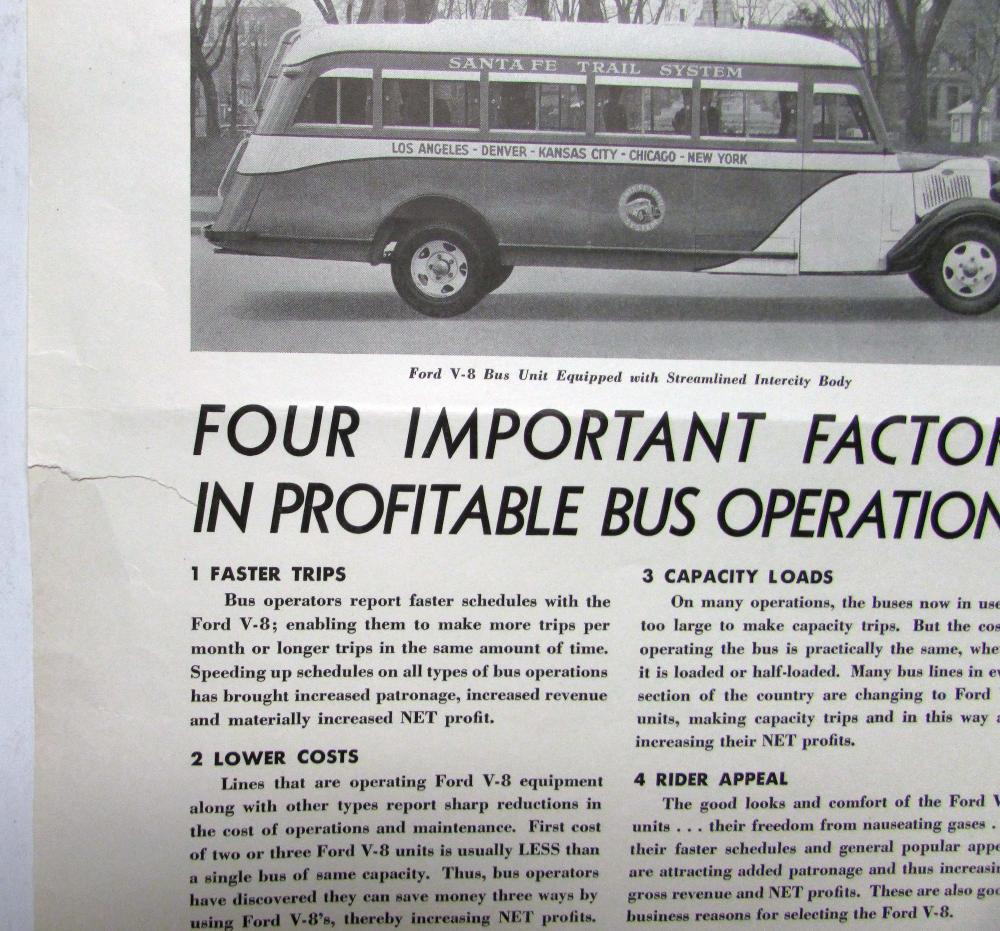 SANTA FE TRAIL SYSTEM
LOS ANGELES - DENVER - KANSAS CITY - CHICAGO - NEW YORK
Ford V-8 Bus Unit Equipped with Streamlined Intercity Body
FOUR IMPORTANT FACTOR
IN PROFITABLE BUS OPERATION
1 FASTER TRIPS
Bus operators report faster schedules with the
Ford V-8; enabling them to make more trips per
month or longer trips in the same amount of time.
Speeding up schedules on all types of bus operations
has brought increased patronage, increased revenue
and materially increased NET profit.
2 LOWER COSTS
Lines that are operating Ford V-8 equipment
along with other types report sharp reductions in
the cost of operations and maintenance. First cost
of two or three Ford V-8 units is usually LESS than
a single bus of same capacity. Thus, bus operators
have discovered they can save money three ways by
using Ford V-8's, thereby increasing NET profits.
3 CAPACITY LOADS
On many operations, the buses now in use
too large to make capacity trips. But the cos
operating the bus is practically the same, whe
it is loaded or half-loaded. Many bus lines in ev
section of the country are changing to Ford
units, making capacity trips and in this way a
increasing their NET profits.
4 RIDER APPEAL
The good looks and comfort of the Ford V
units . . . their freedom from nauseating gases .
their faster schedules and general popular appe
are attracting added patronage and thus increasin
gross revenue and NET profits. These are also goo
business reasons for selecting the Ford V-8.